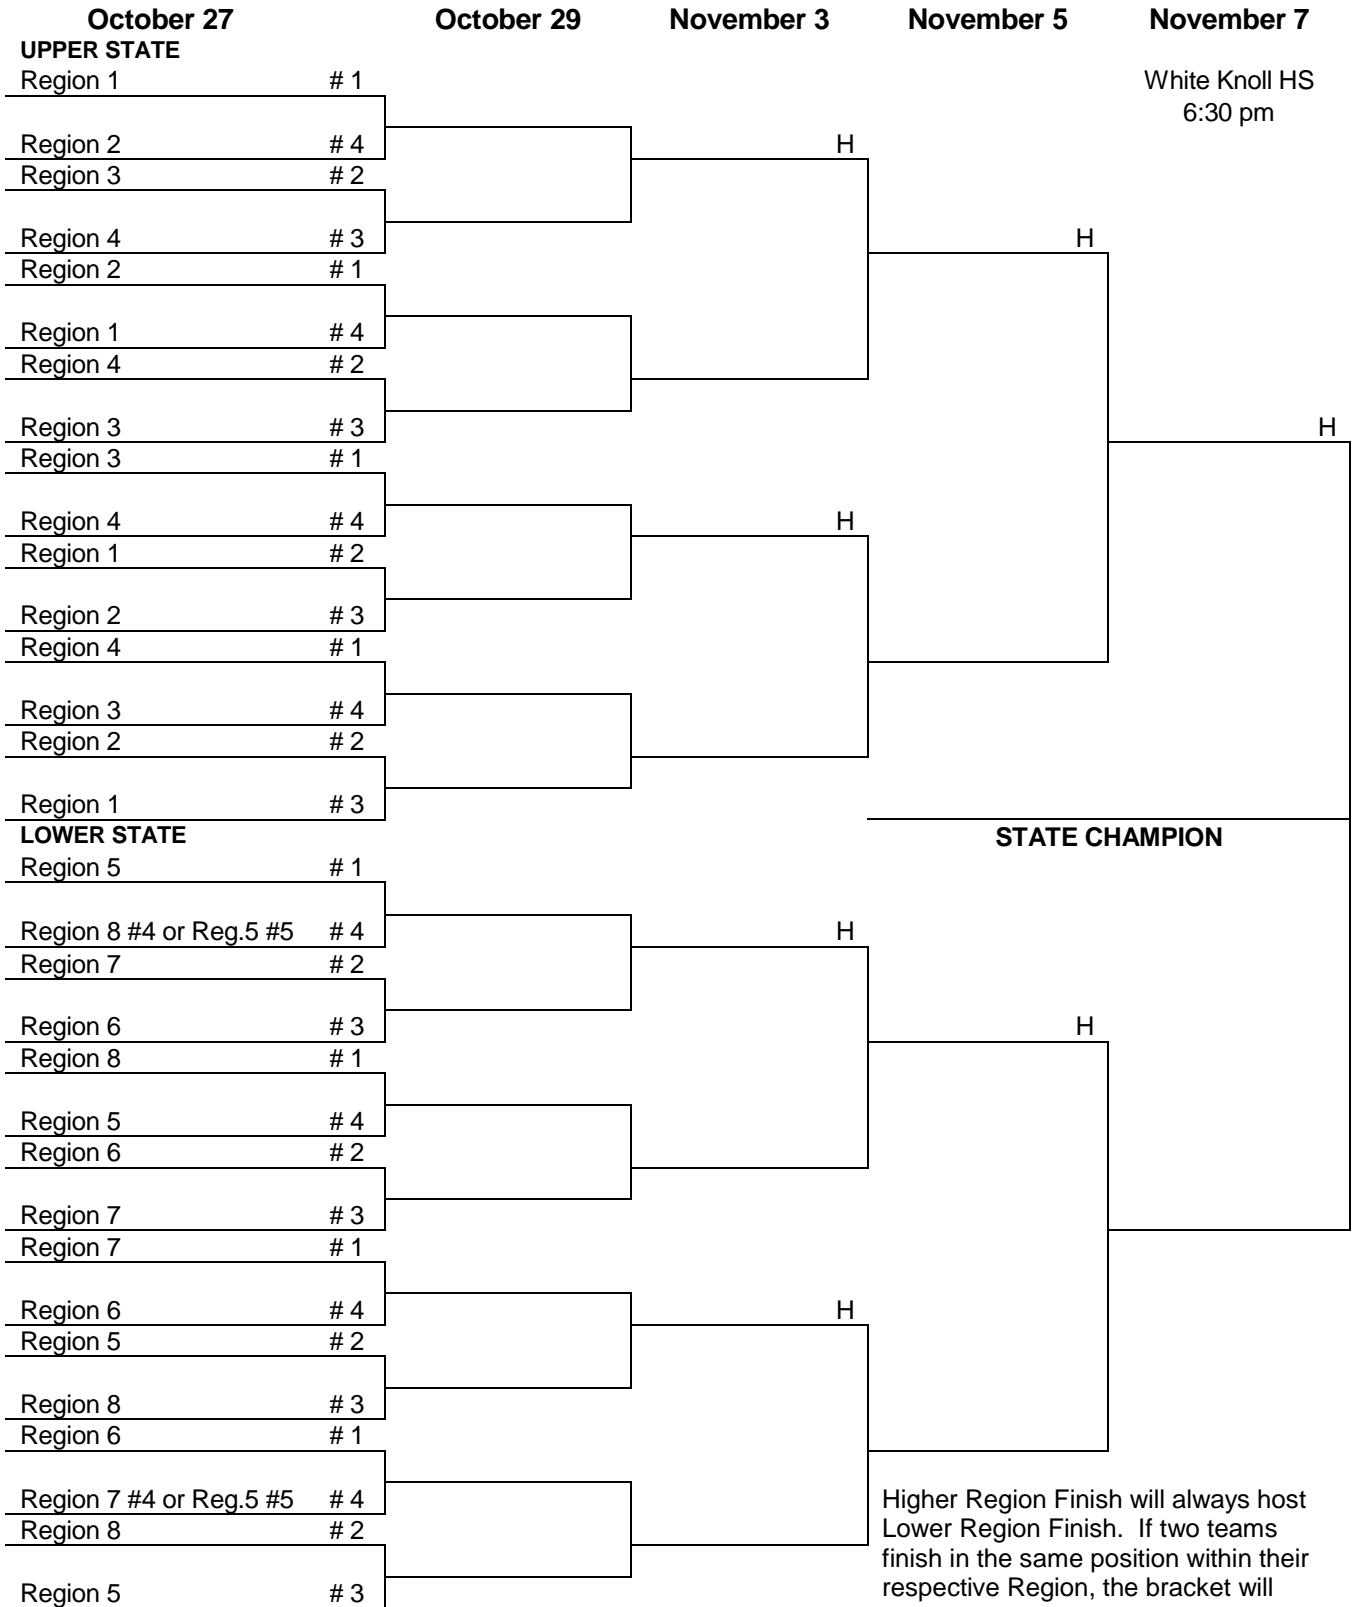 October 27 October 29 November 3 November 5 November 7
UPPER STATE
Region 1 # 1 White Knoll HS
6:30 pm
Region 2 # 4 H
Region 3 # 2
Region 4 # 3 H
Region 2 # 1
Region 1 # 4
Region 4 # 2
Region 3 # 3 H
Region 3 # 1
Region 4 # 4 H
Region 1 # 2
Region 2 # 3
Region 4 # 1
Region 3 # 4
Region 2 # 2
Region 1 # 3
LOWER STATE STATE CHAMPION
Region 5 # 1
Region 8 #4 or Reg.5 #5 # 4 H
Region 7 # 2
Region 6 # 3 H
Region 8 # 1
Region 5 # 4
Region 6 # 2
Region 7 # 3
Region 7 # 1
Region 6 # 4 H
Region 5 # 2
Region 8 # 3
Region 6 # 1
Region 7 #4 or Reg.5 #5 # 4 Higher Region Finish will always host
Region 8 # 2 Lower Region Finish. If two teams
finish in the same position within their
Region 5 # 3 respective Region, the bracket will